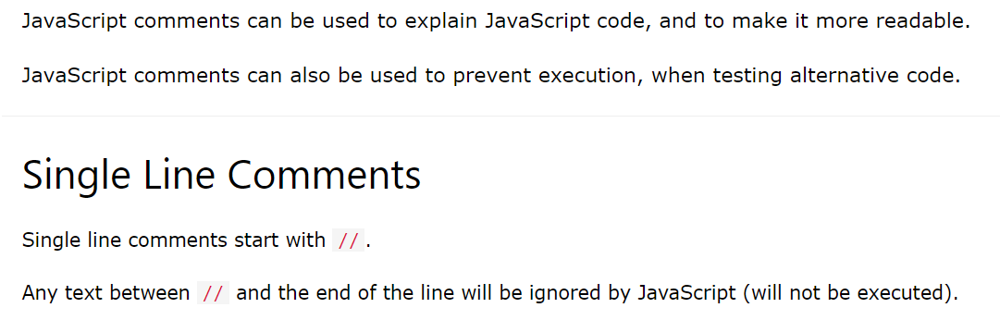 JavaScript comments can be used to explain JavaScript code, and to make it more readable.
JavaScript comments can also be used to prevent execution, when testing alternative code.
Single Line Comments
Single line comments start with //.
Any text between // and the end of the line will be ignored by JavaScript (will not be executed).